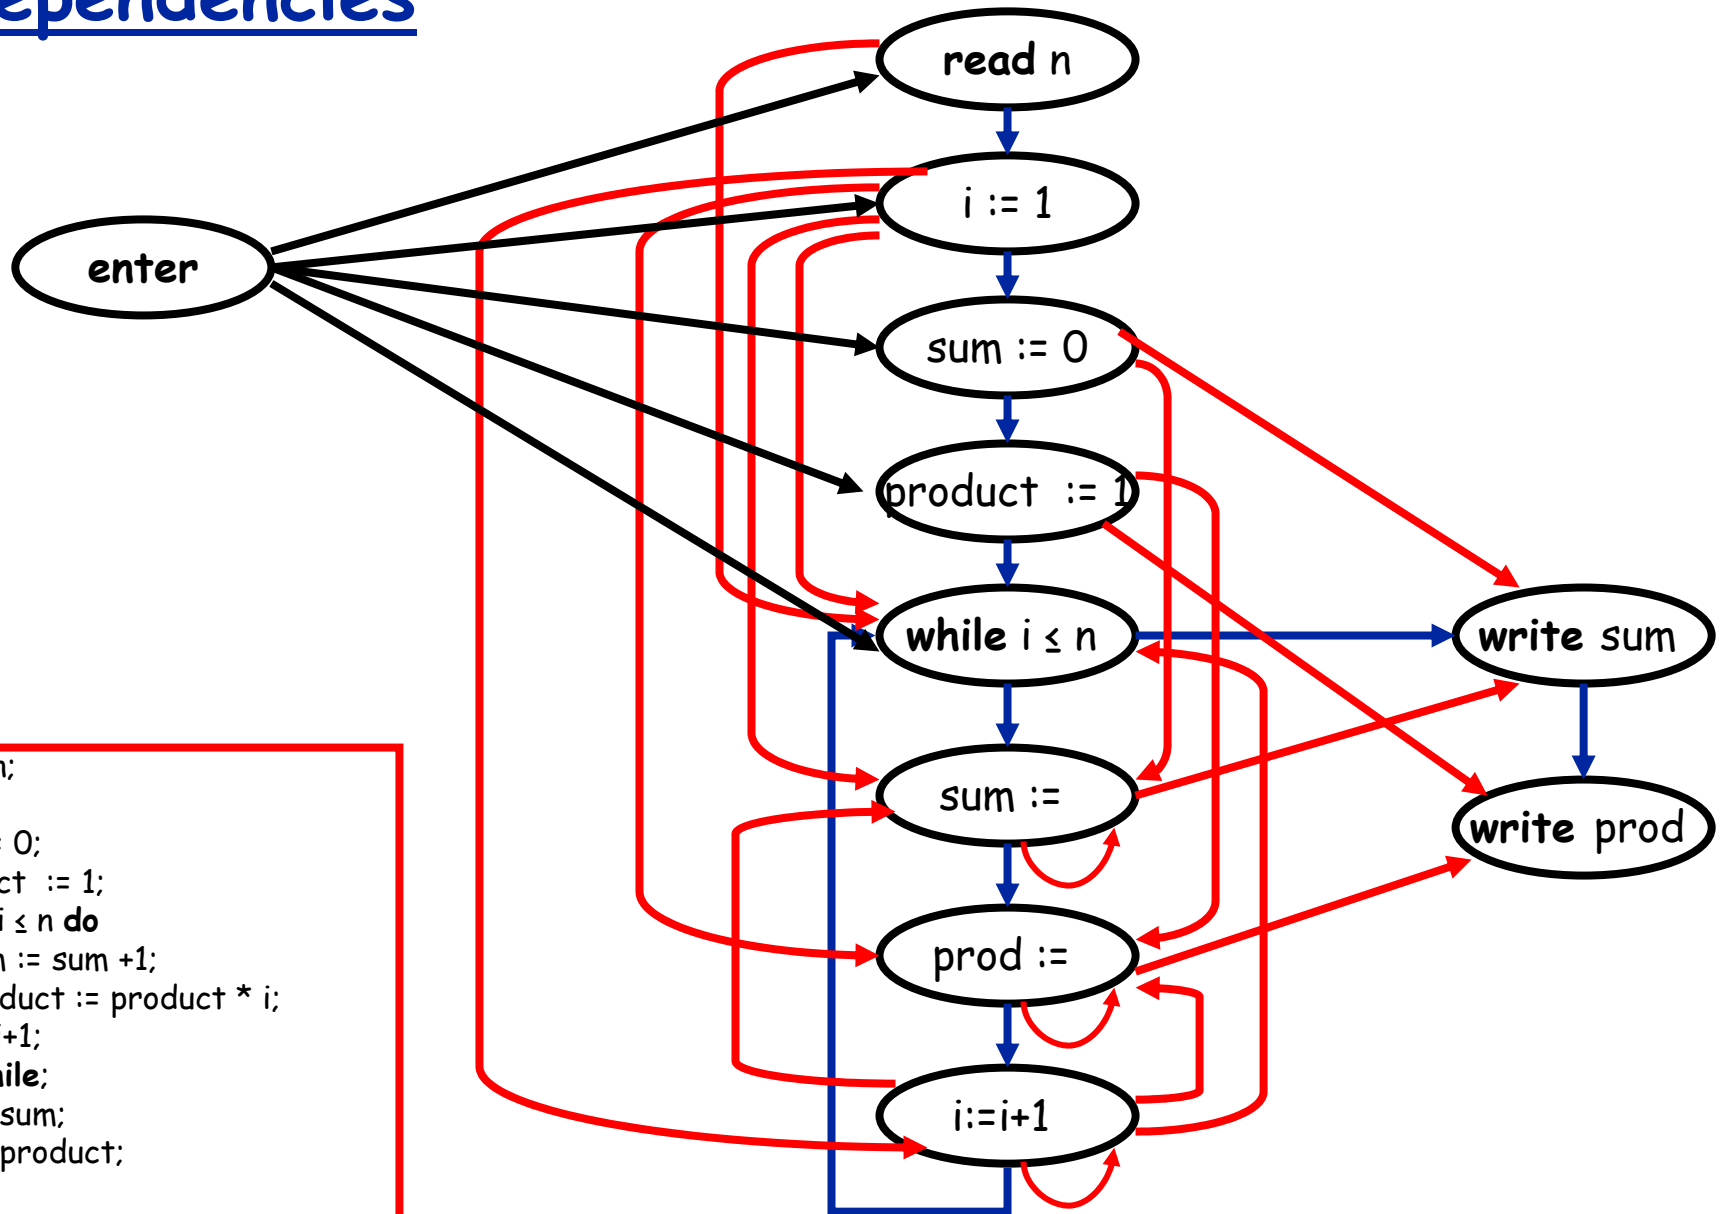 ependencies
read n
i := 1
enter
sum := 0
product := 1
while i ≤ n
write sum
sum :=
write prod
prod :=
i:=i+1
n;
= 0;
ct := 1;
i ≤ n do
n := sum +1;
duct := product * i;
+1;
hile;
sum;
product;